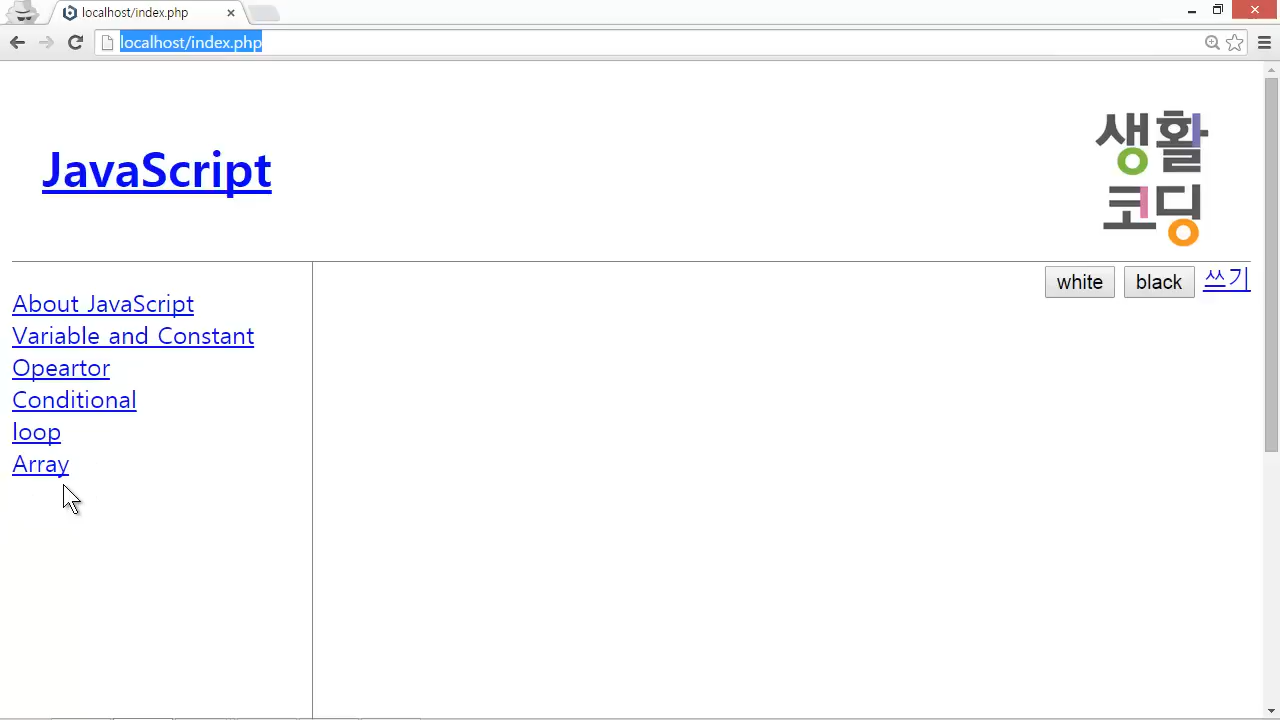 localhost/index.php
localhost/index.php
JavaScript
생활
코딩
white black 쓰기
About JavaScript
Variable and Constant
Opeartor
Conditional
loop
Array